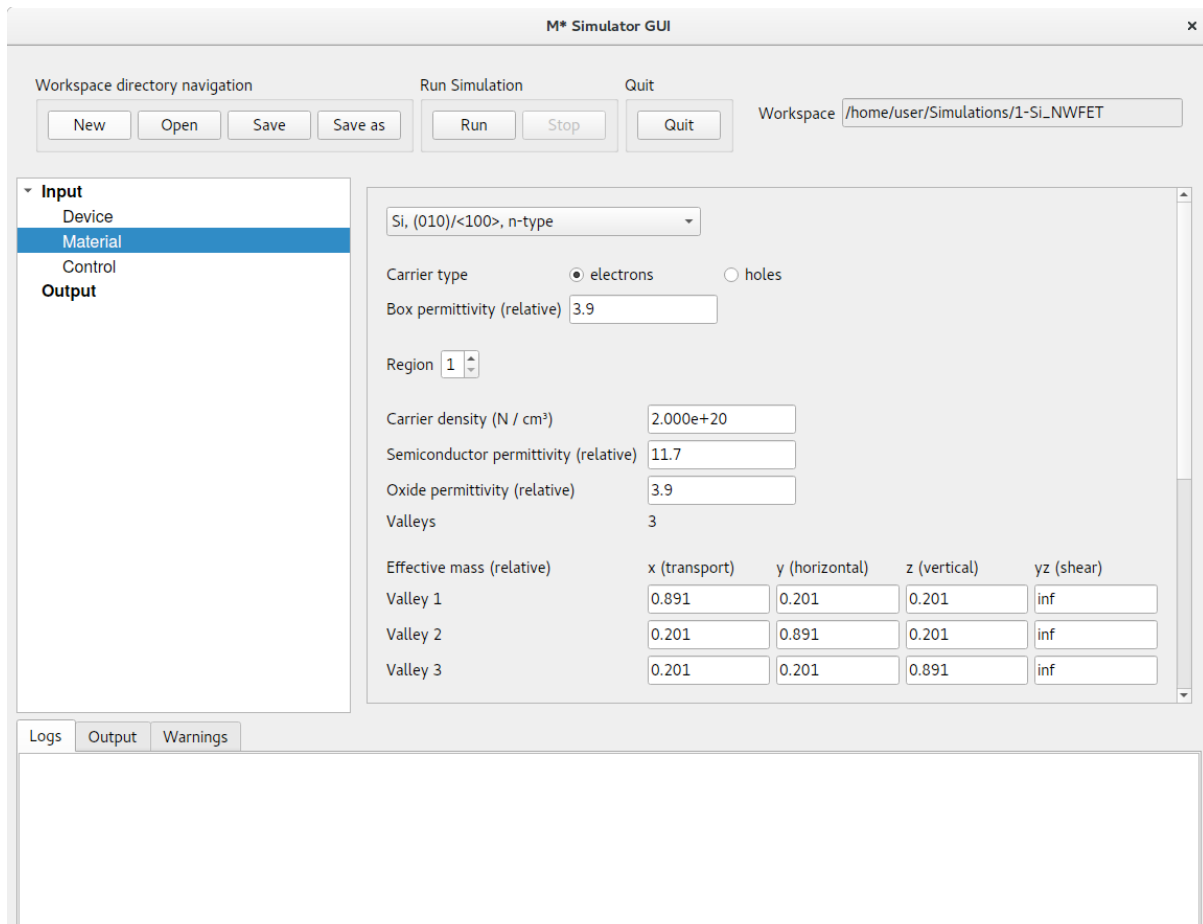 M* Simulator GUI ×
Workspace directory navigation Run Simulation Quit
New Open Save Save as Run Stop Quit Workspace /home/user/Simulations/1-Si_NWFET
Input
Device
Material
Control
Output
Si, (010)/<100>, n-type
Carrier type electrons holes
Box permittivity (relative) 3.9
Region 1
Carrier density (N / cm³) 2.000e+20
Semiconductor permittivity (relative) 11.7
Oxide permittivity (relative) 3.9
Valleys 3
Effective mass (relative) x (transport) y (horizontal) z (vertical) yz (shear)
Valley 1 0.891 0.201 0.201 inf
Valley 2 0.201 0.891 0.201 inf
Valley 3 0.201 0.201 0.891 inf
Logs Output Warnings